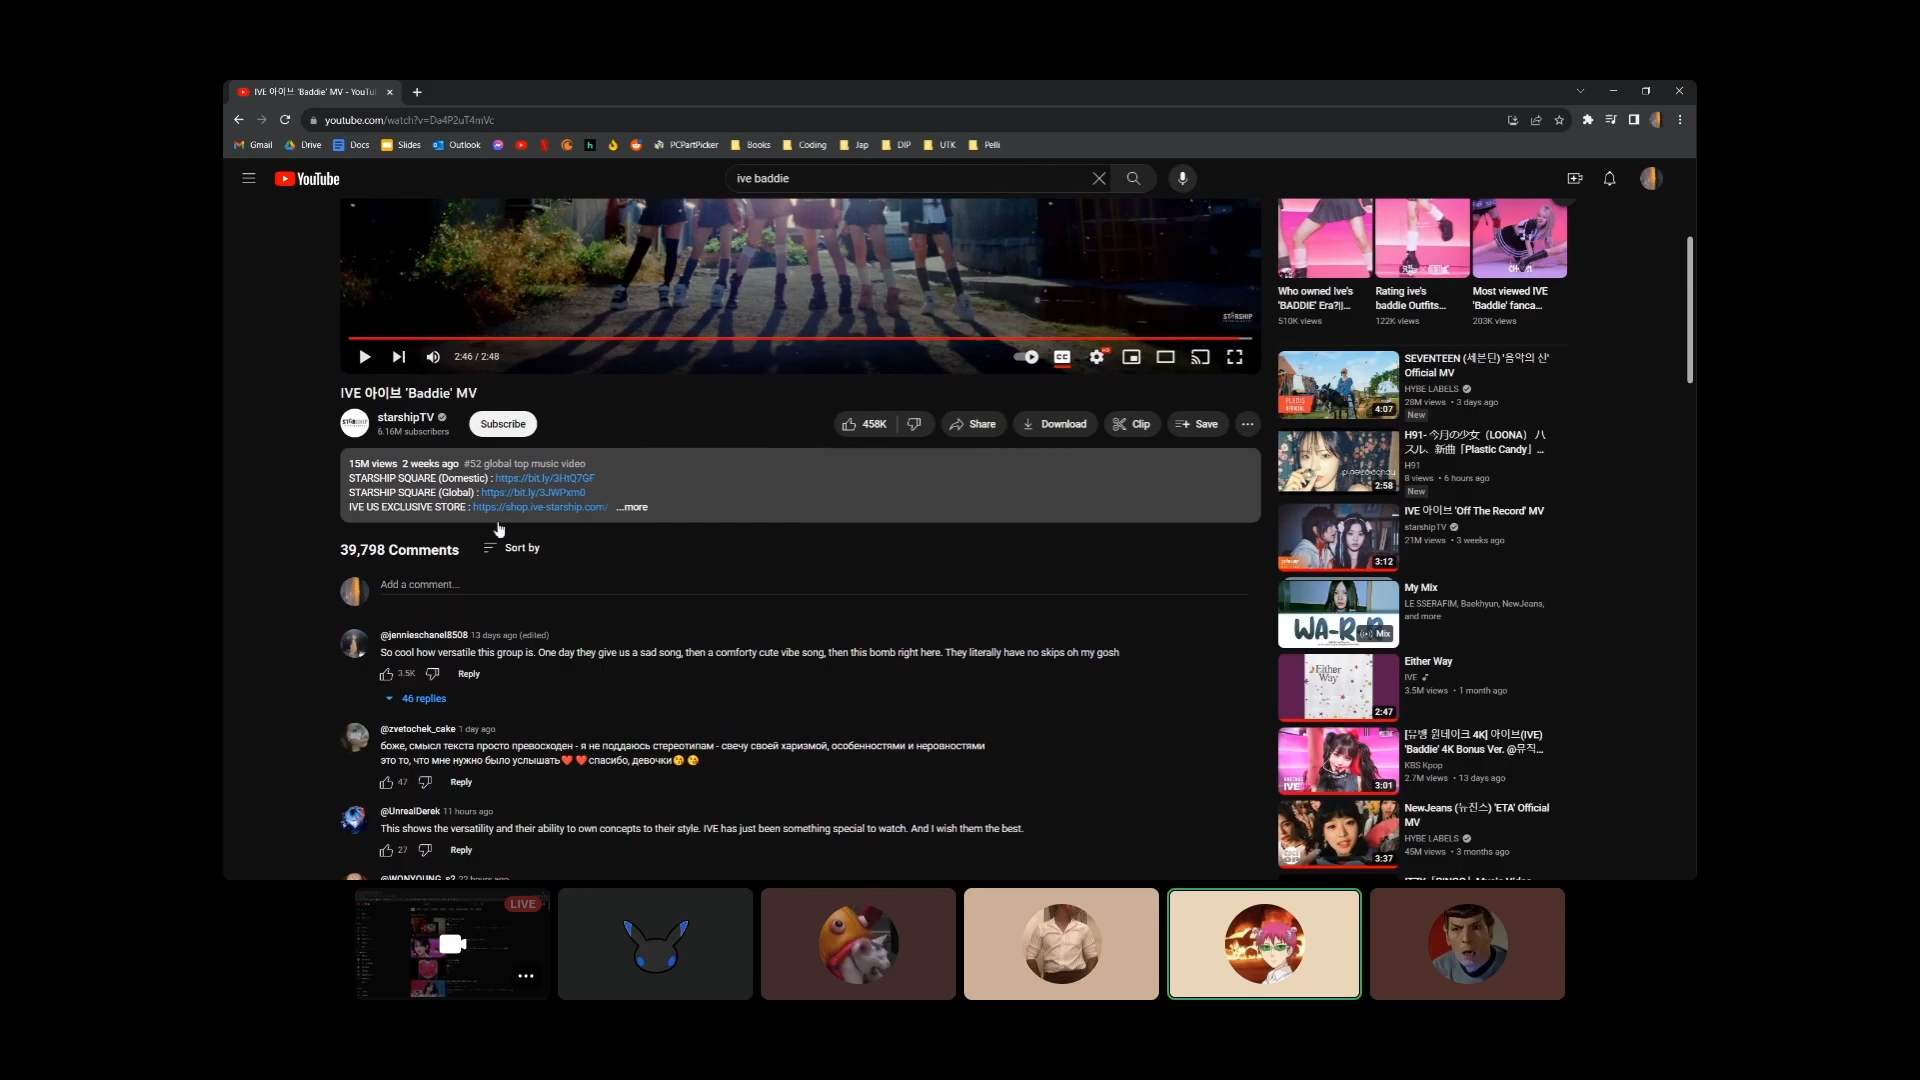 IVE 아이브 'Baddie' MV - YouTu
youtube.com/watch?v=Da4P2uT4mVc
Gmail Drive Docs Slides Outlook PCPartPicker Books Coding Jap DIP UTK Pelli
YouTube
ive baddie
STARSHIP
2:46 / 2:48
CC
IVE 아이브 'Baddie' MV
starshipTV
6.16M subscribers
Subscribe
458K
Share
Download
Clip
Save
15M views 2 weeks ago #52 global top music video
STARSHIP SQUARE (Domestic) : https://bit.ly/3HtQ7GF
STARSHIP SQUARE (Global) : https://bit.ly/3JWPxm0
IVE US EXCLUSIVE STORE : https://shop.ive-starship.com/ ...more
39,798 Comments
Sort by
Add a comment...
@jennieschanel8508 13 days ago (edited)
So cool how versatile this group is. One day they give us a sad song, then a comforty cute vibe song, then this bomb right here. They literally have no skips oh my gosh
3.5K Reply
46 replies
@zvetochek_cake 1 day ago
боже, смысл текста просто превосходен - я не поддаюсь стереотипам - свечу своей харизмой, особенностями и неровностями
это то, что мне нужно было услышать❤️ ❤️спасибо, девочки😘 😘
47 Reply
@UnrealDerek 11 hours ago
This shows the versatility and their ability to own concepts to their style. IVE has just been something special to watch. And I wish them the best.
27 Reply
@WONYOUNG_s2 22 hours ago
Who owned Ive's
'BADDIE' Era?||...
510K views
Rating ive's
baddie Outfits...
122K views
Most viewed IVE
'Baddie' fanca...
203K views
4:07
SEVENTEEN (세븐틴) '음악의 신'
Official MV
HYBE LABELS
28M views • 3 days ago
New
2:58
H91- 今月の少女（LOONA） ハ
スル、新曲「Plastic Candy」...
H91
8 views • 6 hours ago
New
3:12
IVE 아이브 'Off The Record' MV
starshipTV
21M views • 3 weeks ago
WA-R-R
Mix
My Mix
LE SSERAFIM, Baekhyun, NewJeans,
and more
Either
Way
2:47
Either Way
IVE
3.5M views • 1 month ago
IVE
3:01
[뮤뱅 원테이크 4K] 아이브(IVE)
'Baddie' 4K Bonus Ver. @뮤직...
KBS Kpop
2.7M views • 13 days ago
3:37
NewJeans (뉴진스) 'ETA' Official
MV
HYBE LABELS
45M views • 3 months ago
LIVE